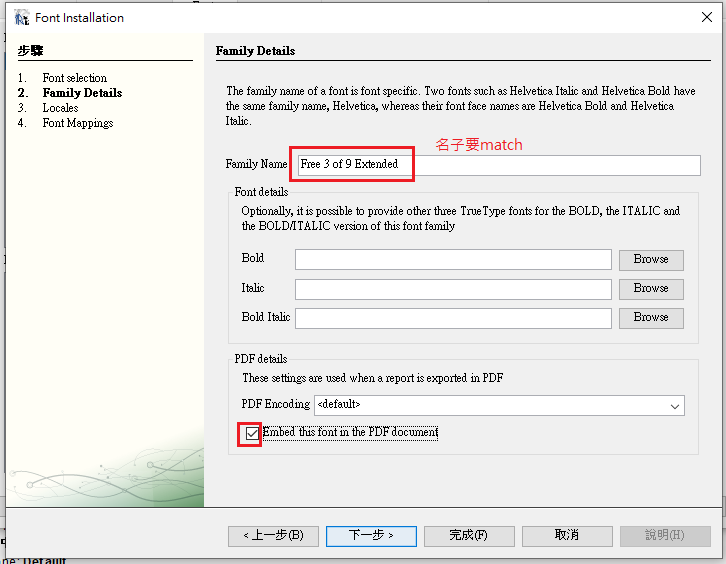 Font Installation
步驟
1. Font selection
2. Family Details
3. Locales
4. Font Mappings
Family Details
The family name of a font is font specific. Two fonts such as Helvetica Italic and Helvetica Bold have
the same family name, Helvetica, whereas their font face names are Helvetica Bold and Helvetica
Italic.
名子要match
Family Name Free 3 of 9 Extended
Font details
Optionally, it is possible to provide other three TrueType fonts for the BOLD, the ITALIC and
the BOLD/ITALIC version of this font family
Bold Browse
Italic Browse
Bold Italic Browse
PDF details
These settings are used when a report is exported in PDF
PDF Encoding <default>
Embed this font in the PDF document
< 上一步(B) 下一步 > 完成(F) 取消 說明(H)